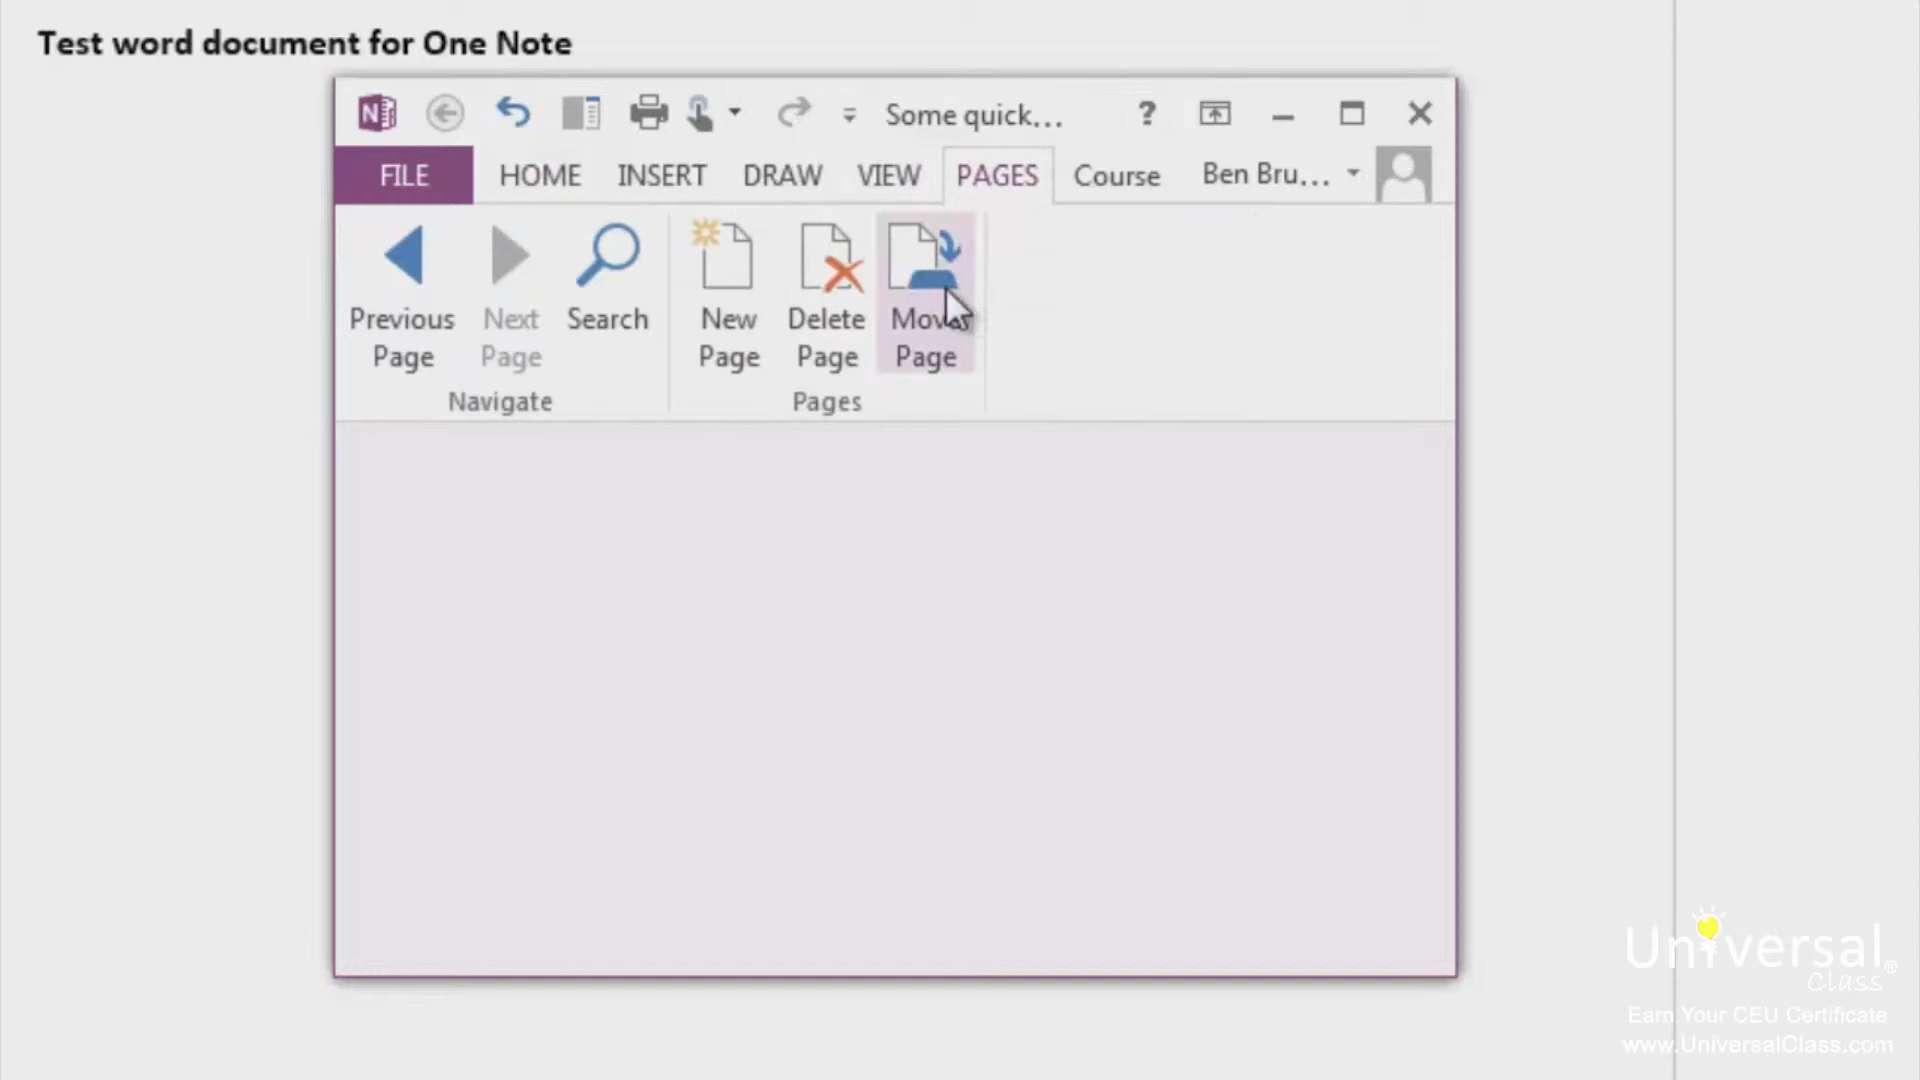 Test word document for One Note
Some quick...
?
FILE HOME INSERT DRAW VIEW PAGES Course Ben Bru...
Previous Page
Next Page
Search
New Page
Delete Page
Move Page
Navigate
Pages
Universal®
Class
Earn Your CEU Certificate
www.UniversalClass.com